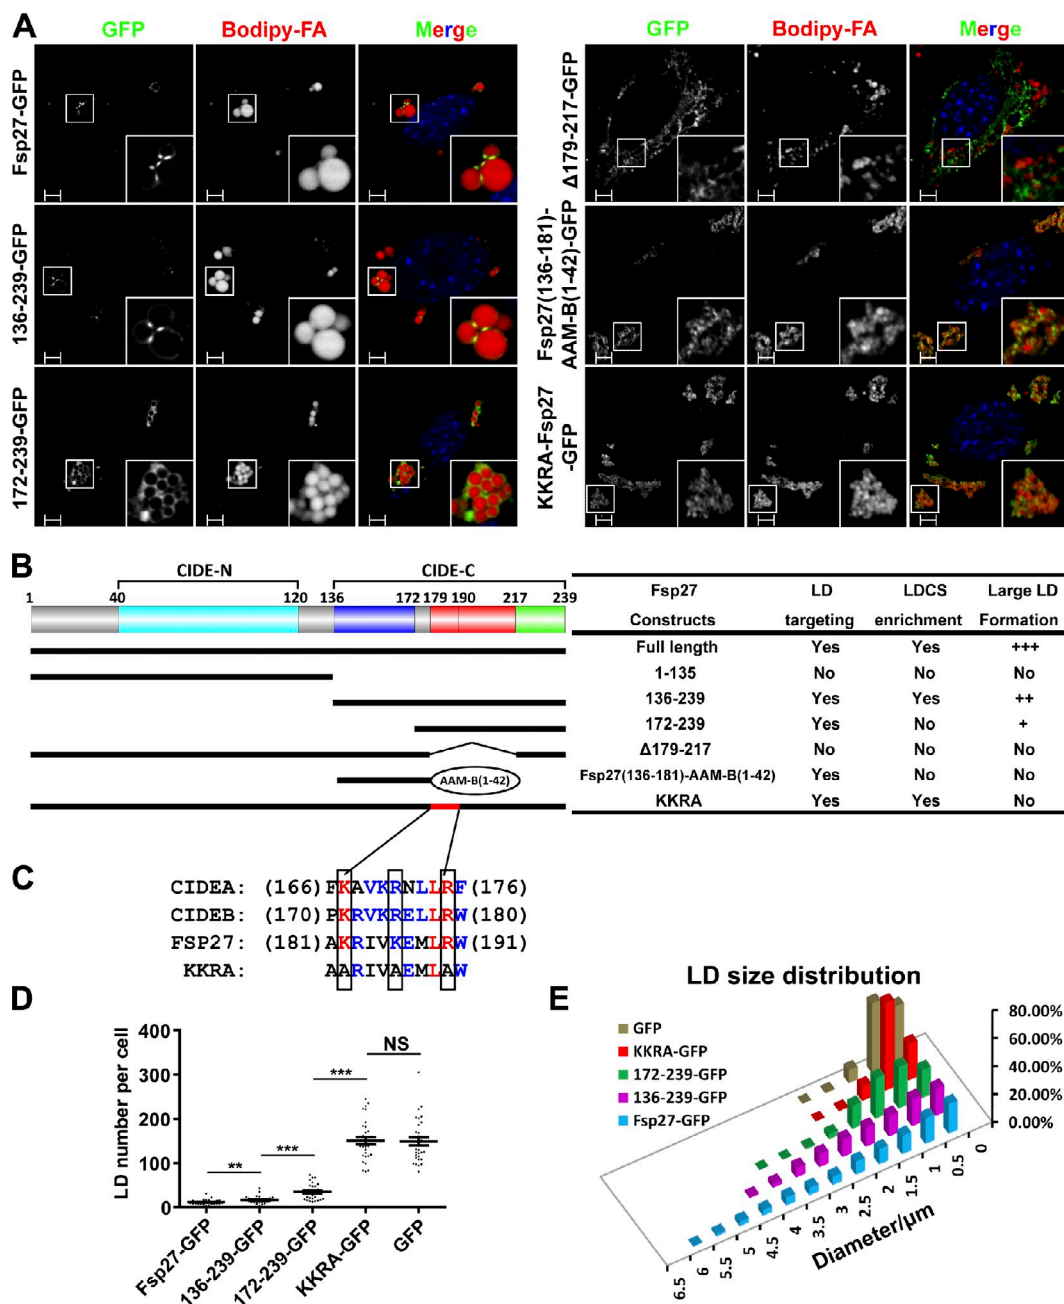 A
GFP Bodipy-FA Merge
Fsp27-GFP
136-239-GFP
172-239-GFP
GFP Bodipy-FA Merge
Δ179-217-GFP
Fsp27(136-181)-
AAM-B(1-42)-GFP
KKRA-Fsp27
-GFP
B
CIDE-N CIDE-C
1 40 120 136 172 179 190 217 239
AAM-B(1-42)
Fsp27 LD LDCS Large LD
Constructs targeting enrichment Formation
Full length Yes Yes +++
1-135 No No No
136-239 Yes Yes ++
172-239 Yes No +
Δ179-217 No No No
Fsp27(136-181)-AAM-B(1-42) Yes No No
KKRA Yes Yes No
C
CIDEA: (166)FKAVKRNLLRF(176)
CIDEB: (170)PKRVKRELLRW(180)
FSP27: (181)AKRIVKEMLRW(191)
KKRA: AARIVAEMLAW
D
LD number per cell
400
300
200
100
0
** *** *** NS
Fsp27-GFP
136-239-GFP
172-239-GFP
KKRA-GFP
GFP
E
LD size distribution
GFP
KKRA-GFP
172-239-GFP
136-239-GFP
Fsp27-GFP
80.00%
60.00%
40.00%
20.00%
0.00%
0
0.5
1
1.5
2
2.5
3
3.5
4
4.5
5
5.5
6
6.5
Diameter/μm